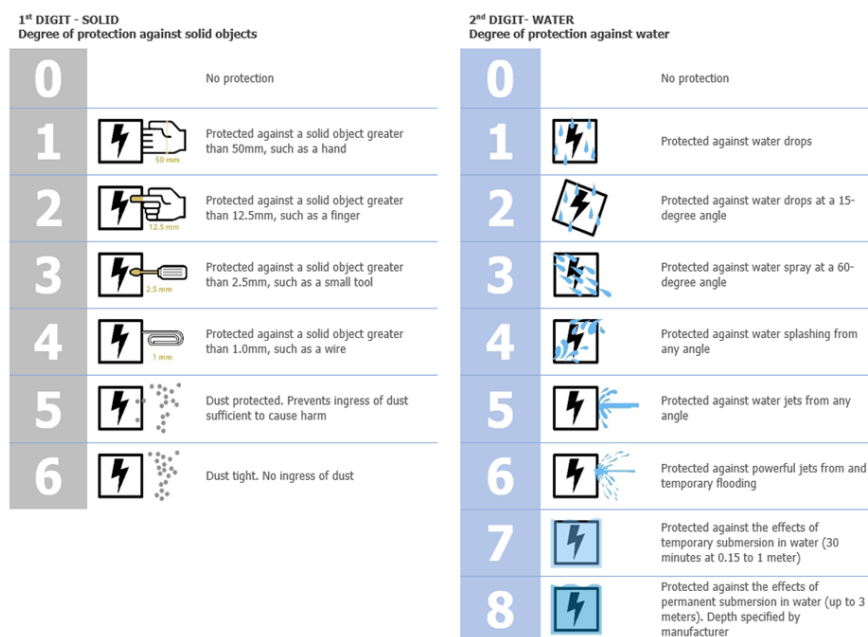 1st DIGIT - SOLID
Degree of protection against solid objects
0
No protection
1
50 mm
Protected against a solid object greater
than 50mm, such as a hand
2
12.5 mm
Protected against a solid object greater
than 12.5mm, such as a finger
3
2.5 mm
Protected against a solid object greater
than 2.5mm, such as a small tool
4
1 mm
Protected against a solid object greater
than 1.0mm, such as a wire
5
Dust protected. Prevents ingress of dust
sufficient to cause harm
6
Dust tight. No ingress of dust
2nd DIGIT- WATER
Degree of protection against water
0
No protection
1
Protected against water drops
2
Protected against water drops at a 15-
degree angle
3
Protected against water spray at a 60-
degree angle
4
Protected against water splashing from
any angle
5
Protected against water jets from any
angle
6
Protected against powerful jets from and
temporary flooding
7
Protected against the effects of
temporary submersion in water (30
minutes at 0.15 to 1 meter)
8
Protected against the effects of
permanent submersion in water (up to 3
meters). Depth specified by
manufacturer